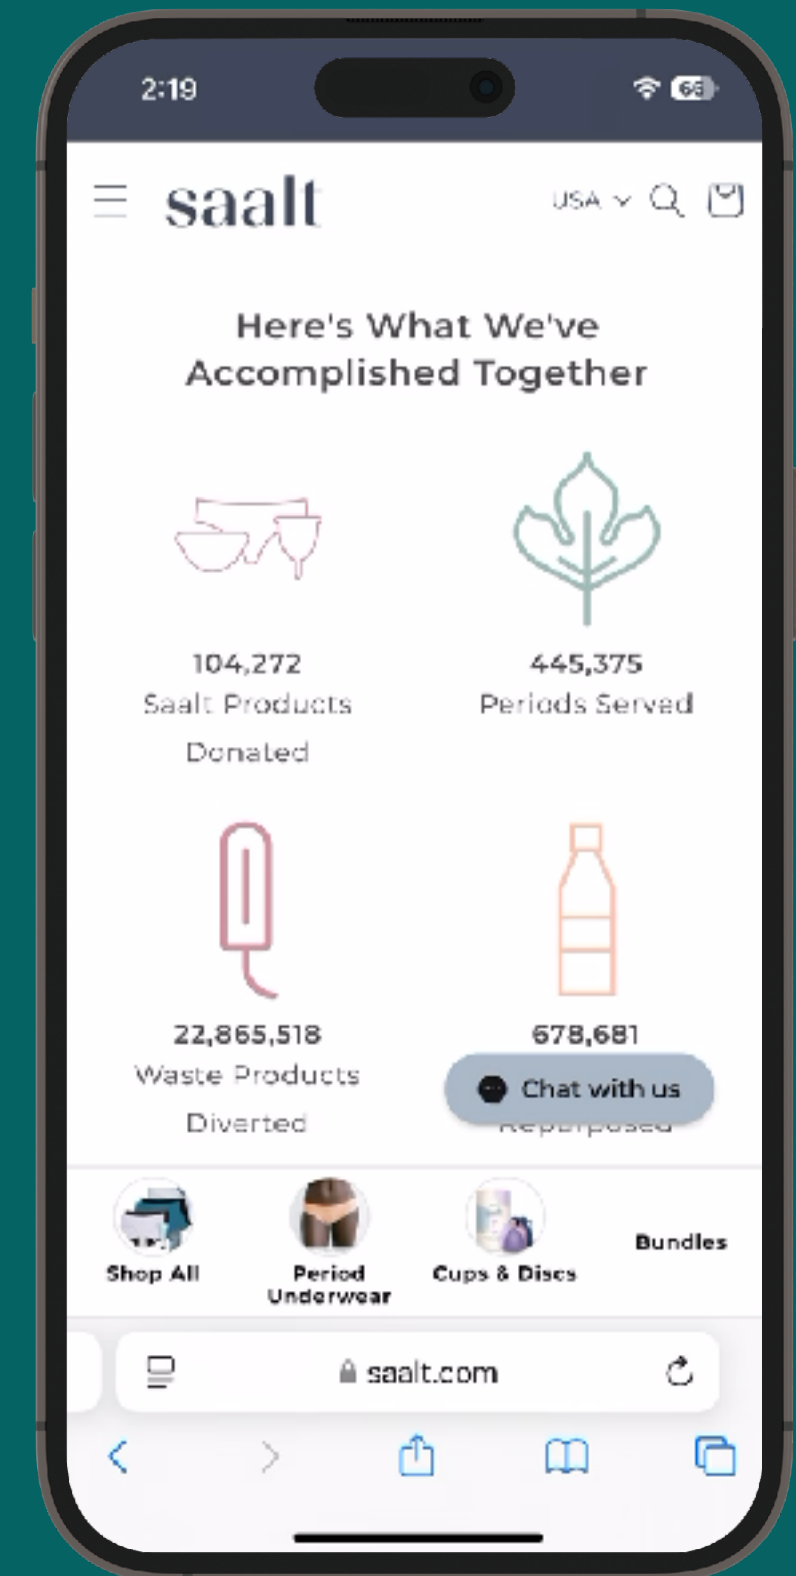 2:19
66
saalt
USA
Here's What We've
Accomplished Together
104,272
Saalt Products
Donated
445,375
Periods Served
22,865,518
Waste Products
Diverted
678,681
Repurposed
Chat with us
Shop All
Period
Underwear
Cups & Discs
Bundles
saalt.com